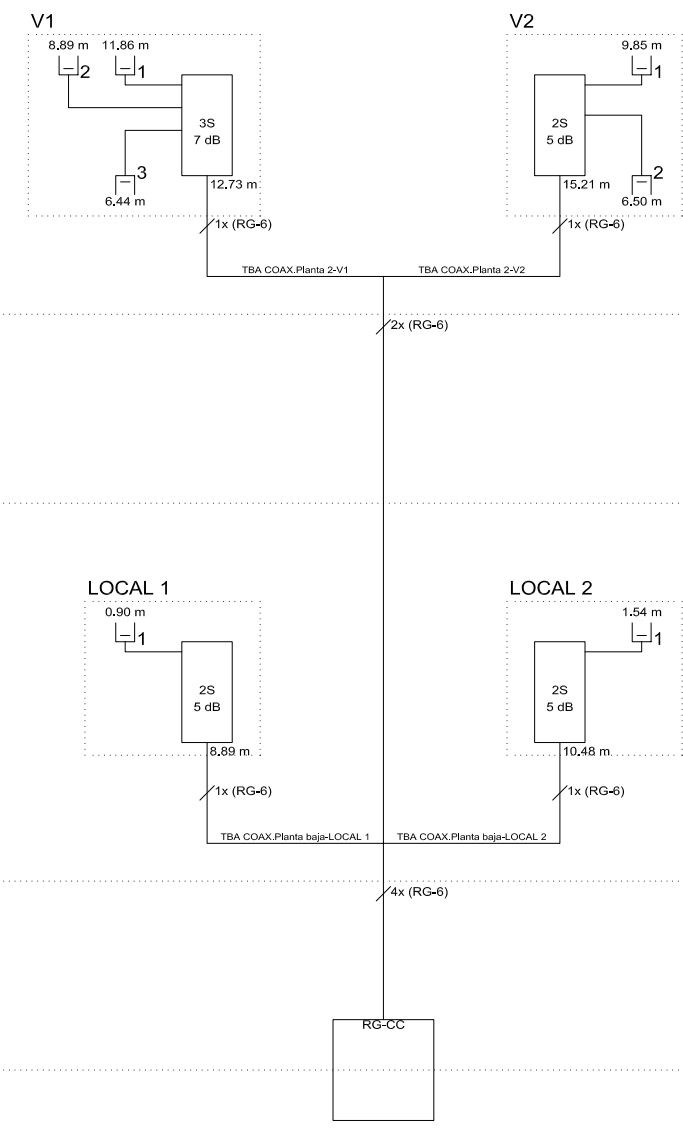 V1
V2
8.89 m
11.86 m
9.85 m
2
1
1
3S
7 dB
2S
5 dB
3
2
12.73 m
15.21 m
6.44 m
6.50 m
1x (RG-6)
1x (RG-6)
TBA COAX.Planta 2-V1
TBA COAX.Planta 2-V2
2x (RG-6)
LOCAL 1
LOCAL 2
0.90 m
1.54 m
1
1
2S
5 dB
2S
5 dB
8.89 m
10.48 m
1x (RG-6)
1x (RG-6)
TBA COAX.Planta baja-LOCAL 1
TBA COAX.Planta baja-LOCAL 2
4x (RG-6)
RG-CC